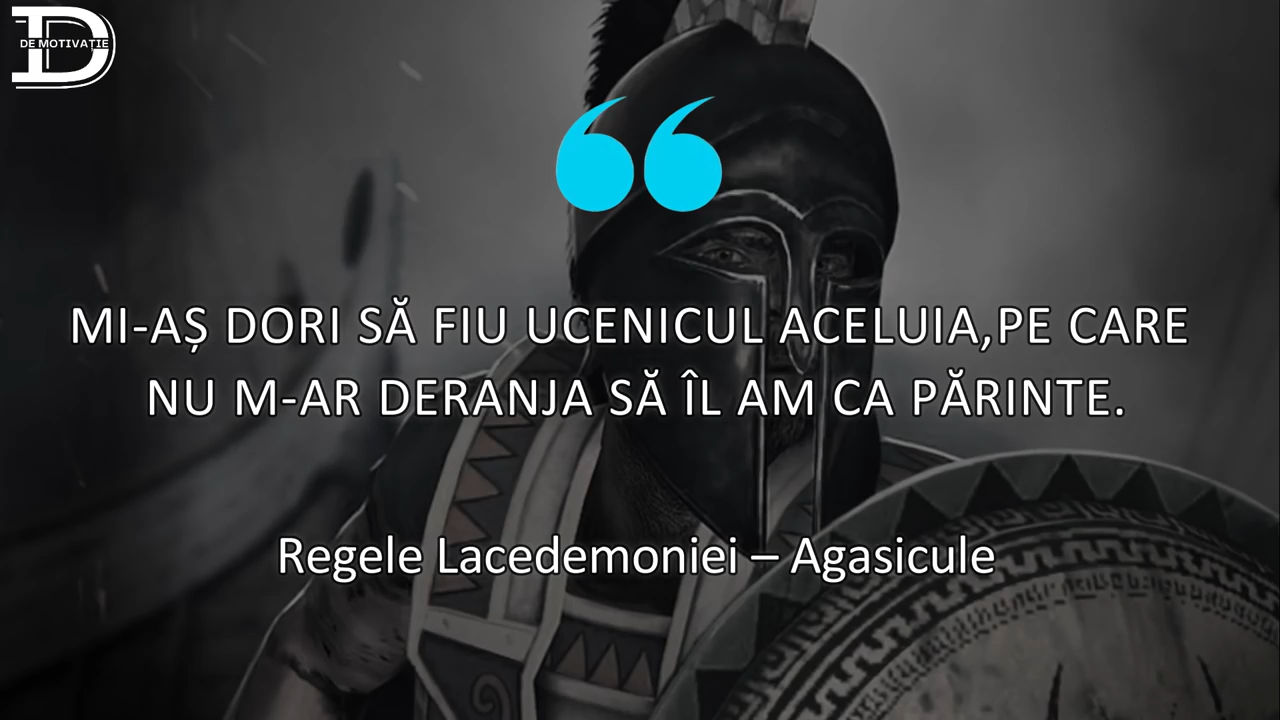 DE MOTIVAȚIE
MI-AȘ DORI SĂ FIU UCENICUL ACELUIA,PE CARE
NU M-AR DERANJA SĂ ÎL AM CA PĂRINTE.
Regele Lacedemoniei – Agasicule